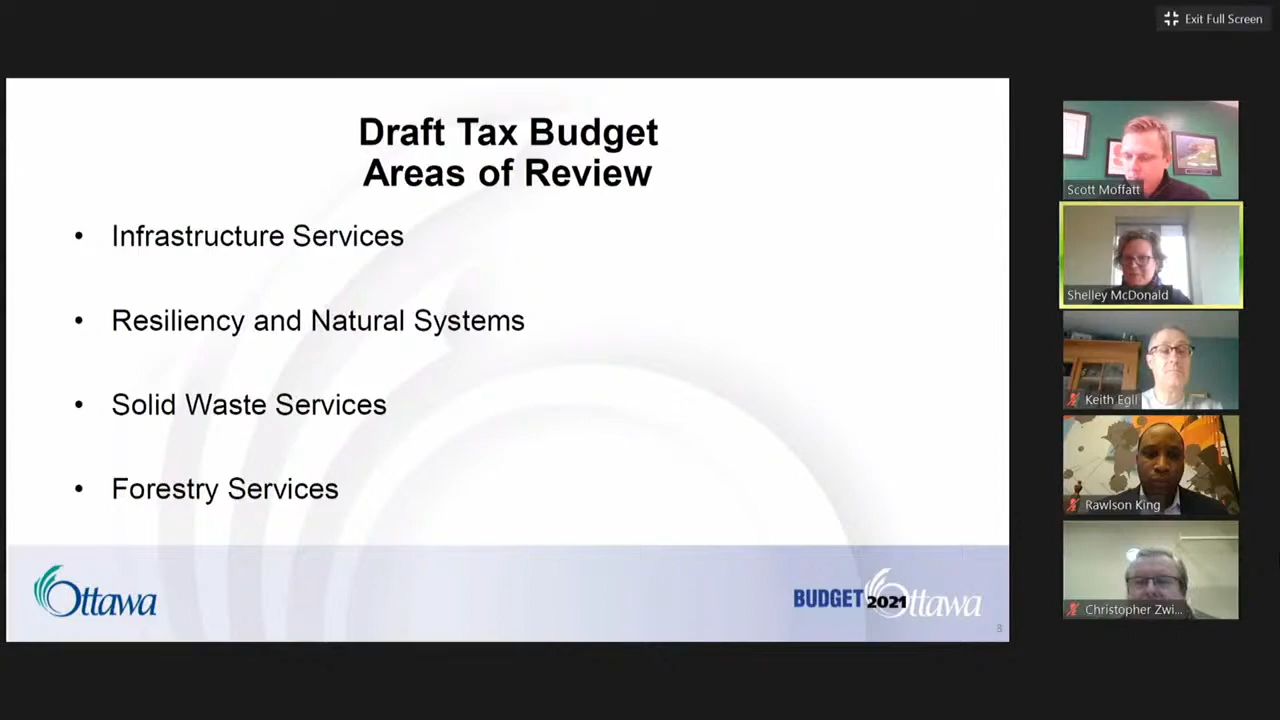 Exit Full Screen
Draft Tax Budget
Areas of Review
• Infrastructure Services
• Resiliency and Natural Systems
• Solid Waste Services
• Forestry Services
Ottawa
BUDGET 2021 Ottawa
3
Scott Moffatt
Shelley McDonald
Keith Egli
Rawlson King
Christopher Zwi...